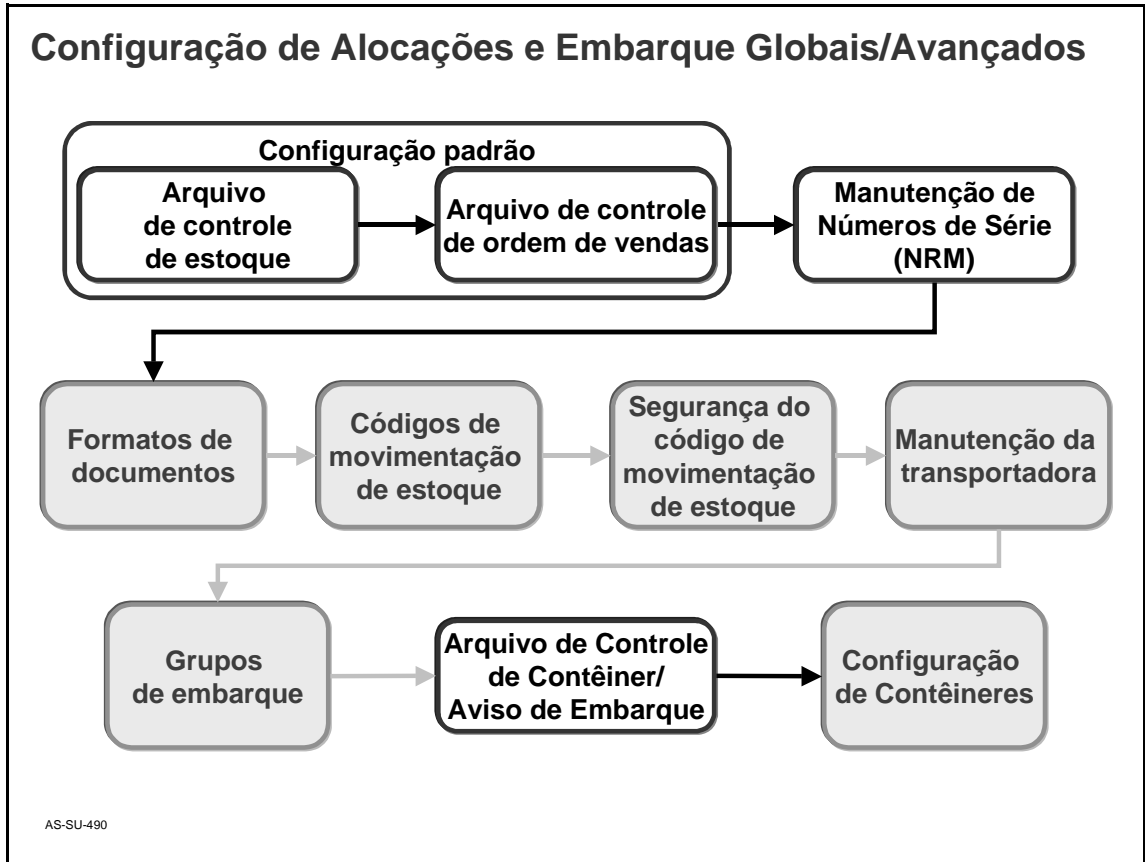 Configuração de Alocações e Embarque Globais/Avançados
Configuração padrão
Arquivo
de controle
de estoque
Arquivo de controle
de ordem de vendas
Manutenção de
Números de Série
(NRM)
Formatos de
documentos
Códigos de
movimentação
de estoque
Segurança do
código de
movimentação
de estoque
Manutenção da
transportadora
Grupos
de embarque
Arquivo de Controle
de Contêiner/
Aviso de Embarque
Configuração
de Contêineres
AS-SU-490